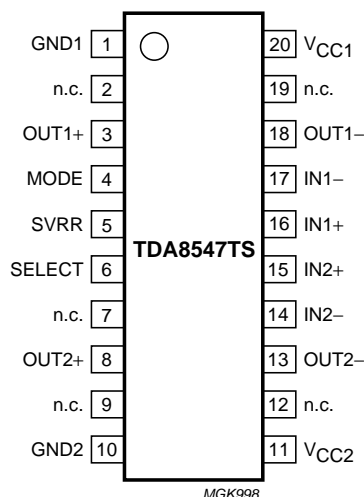 GND1 1 20 VCC1
n.c. 2 19 n.c.
OUT1+ 3 18 OUT1−
MODE 4 17 IN1−
SVRR 5 16 IN1+
TDA8547TS
SELECT 6 15 IN2+
n.c. 7 14 IN2−
OUT2+ 8 13 OUT2−
n.c. 9 12 n.c.
GND2 10 11 VCC2
MGK998